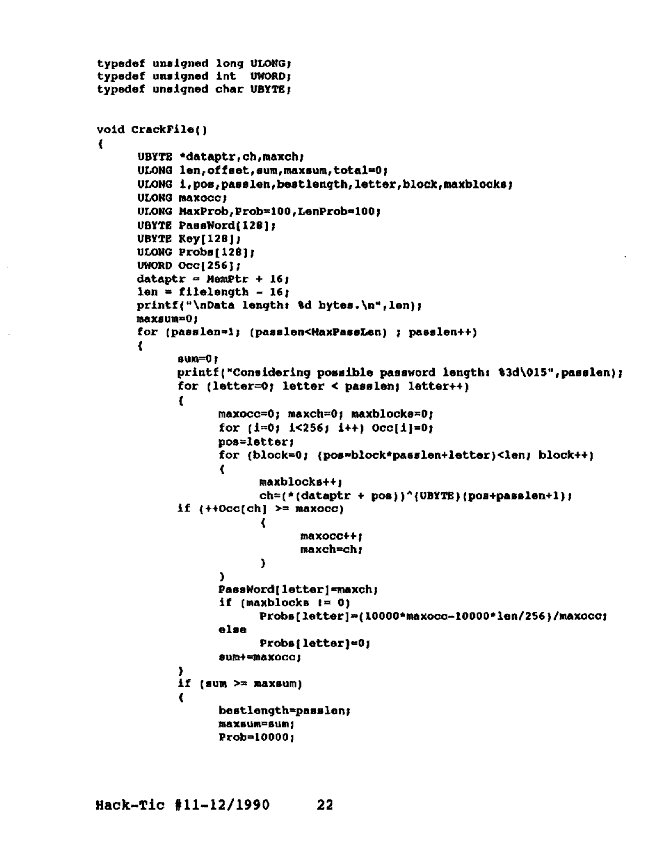 typedef unsigned long ULONG;
typedef unsigned int  UWORD;
typedef unsigned char UBYTE;
void CrackFile()
{
UBYTE *dataptr,ch,maxch;
ULONG len,offset,sum,maxsum,total=0;
ULONG i,pos,passlen,bestlength,letter,block,maxblocks;
ULONG maxocc;
ULONG MaxProb,Prob=100,LenProb=100;
UBYTE PassWord[128];
UBYTE Key[128];
ULONG Probs[128];
UWORD Occ[256];
dataptr = MemPtr + 16;
len = filelength - 16;
printf("\nData length: %d bytes.\n",len);
maxsum=0;
for (passlen=1; (passlen<MaxPassLen) ; passlen++)
{
sum=0;
printf("Considering possible password length: %3d\015",passlen);
for (letter=0; letter < passlen; letter++)
{
maxocc=0; maxch=0; maxblocks=0;
for (i=0; i<256; i++) Occ[i]=0;
pos=letter;
for (block=0; (pos=block*passlen+letter)<len; block++)
{
maxblocks++;
ch=(*(dataptr + pos))^(UBYTE)(pos+passlen+1);
if (++Occ[ch] >= maxocc)
{
maxocc++;
maxch=ch;
}
}
PassWord[letter]=maxch;
if (maxblocks != 0)
Probs[letter]=(10000*maxocc-10000*len/256)/maxocc;
else
Probs[letter]=0;
sum+=maxocc;
}
if (sum >= maxsum)
{
bestlength=passlen;
maxsum=sum;
Prob=10000;
Hack-Tic #11-12/1990 22